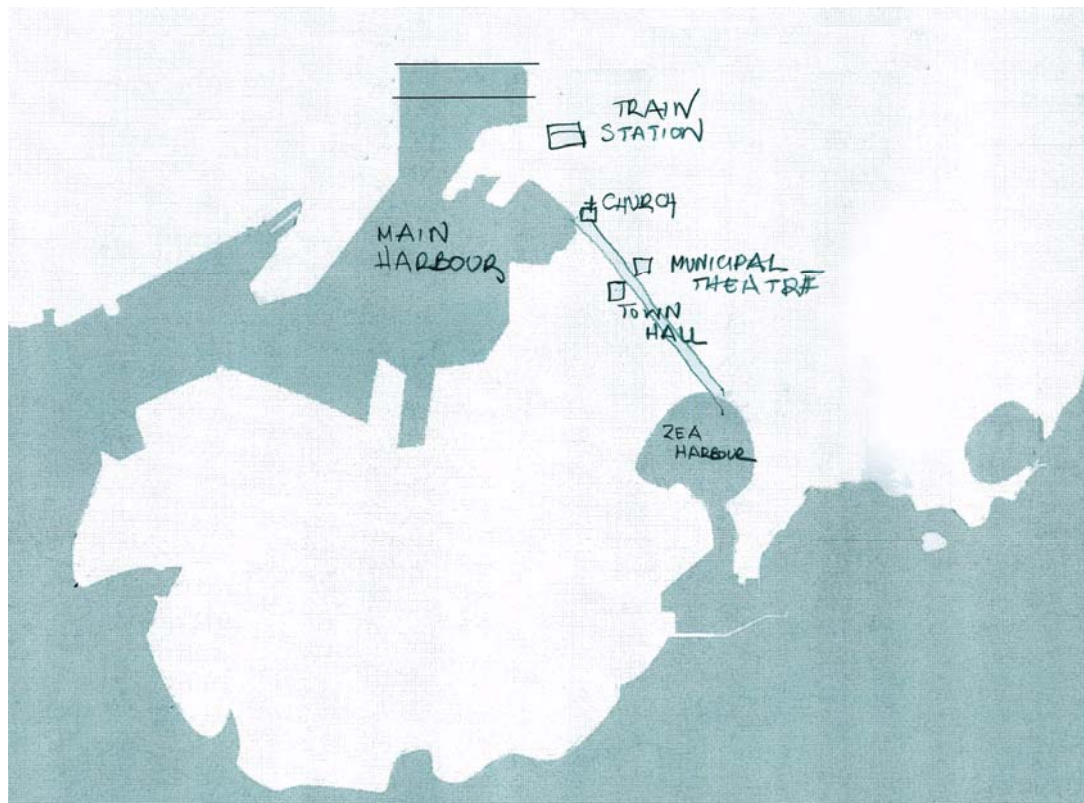 TRAIN
STATION
CHURCH
MAIN
HARBOUR
MUNICIPAL
THEATRE
TOWN
HALL
ZEA
HARBOUR